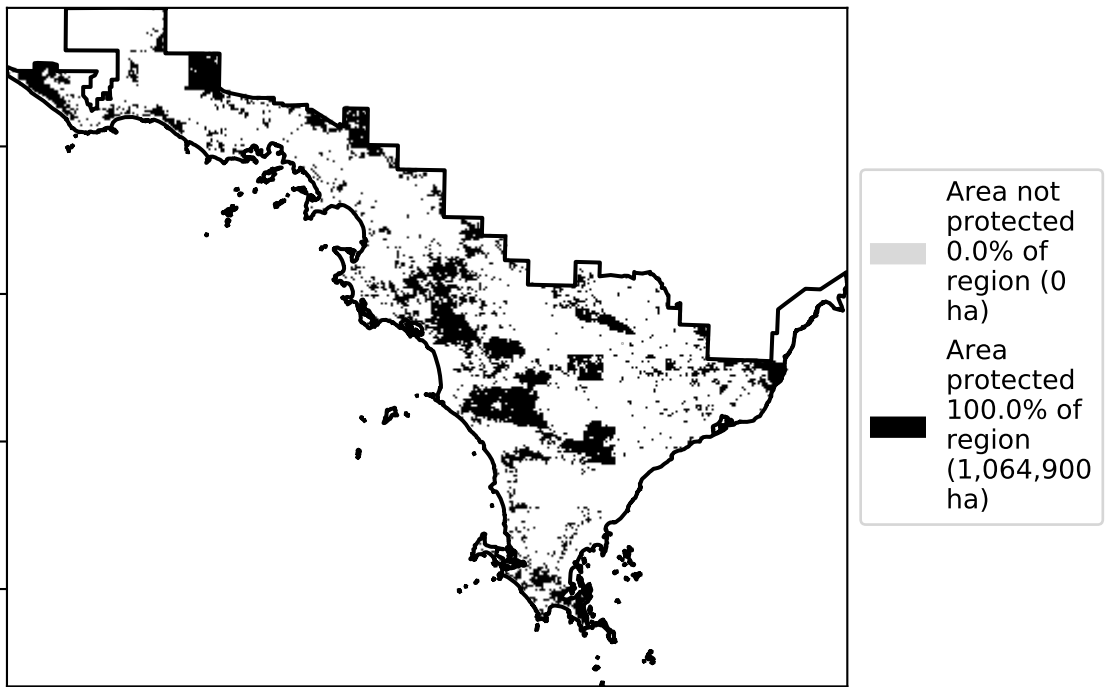 Area not
protected
0.0% of
region (0
ha)
Area
protected
100.0% of
region
(1,064,900
ha)